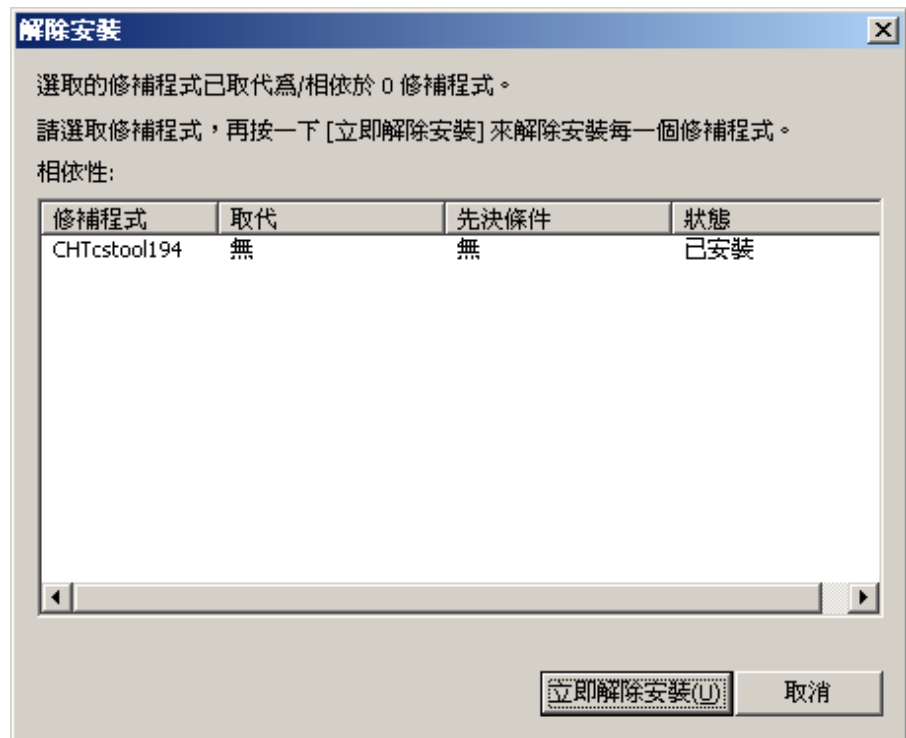 解除安裝
選取的修補程式已取代為/相依於 0 修補程式。
請選取修補程式,再按一下 [立即解除安裝] 來解除安裝每一個修補程式。
相依性:
修補程式 取代 先決條件 狀態
CHTcstool194 無 無 已安裝
立即解除安裝(U) 取消